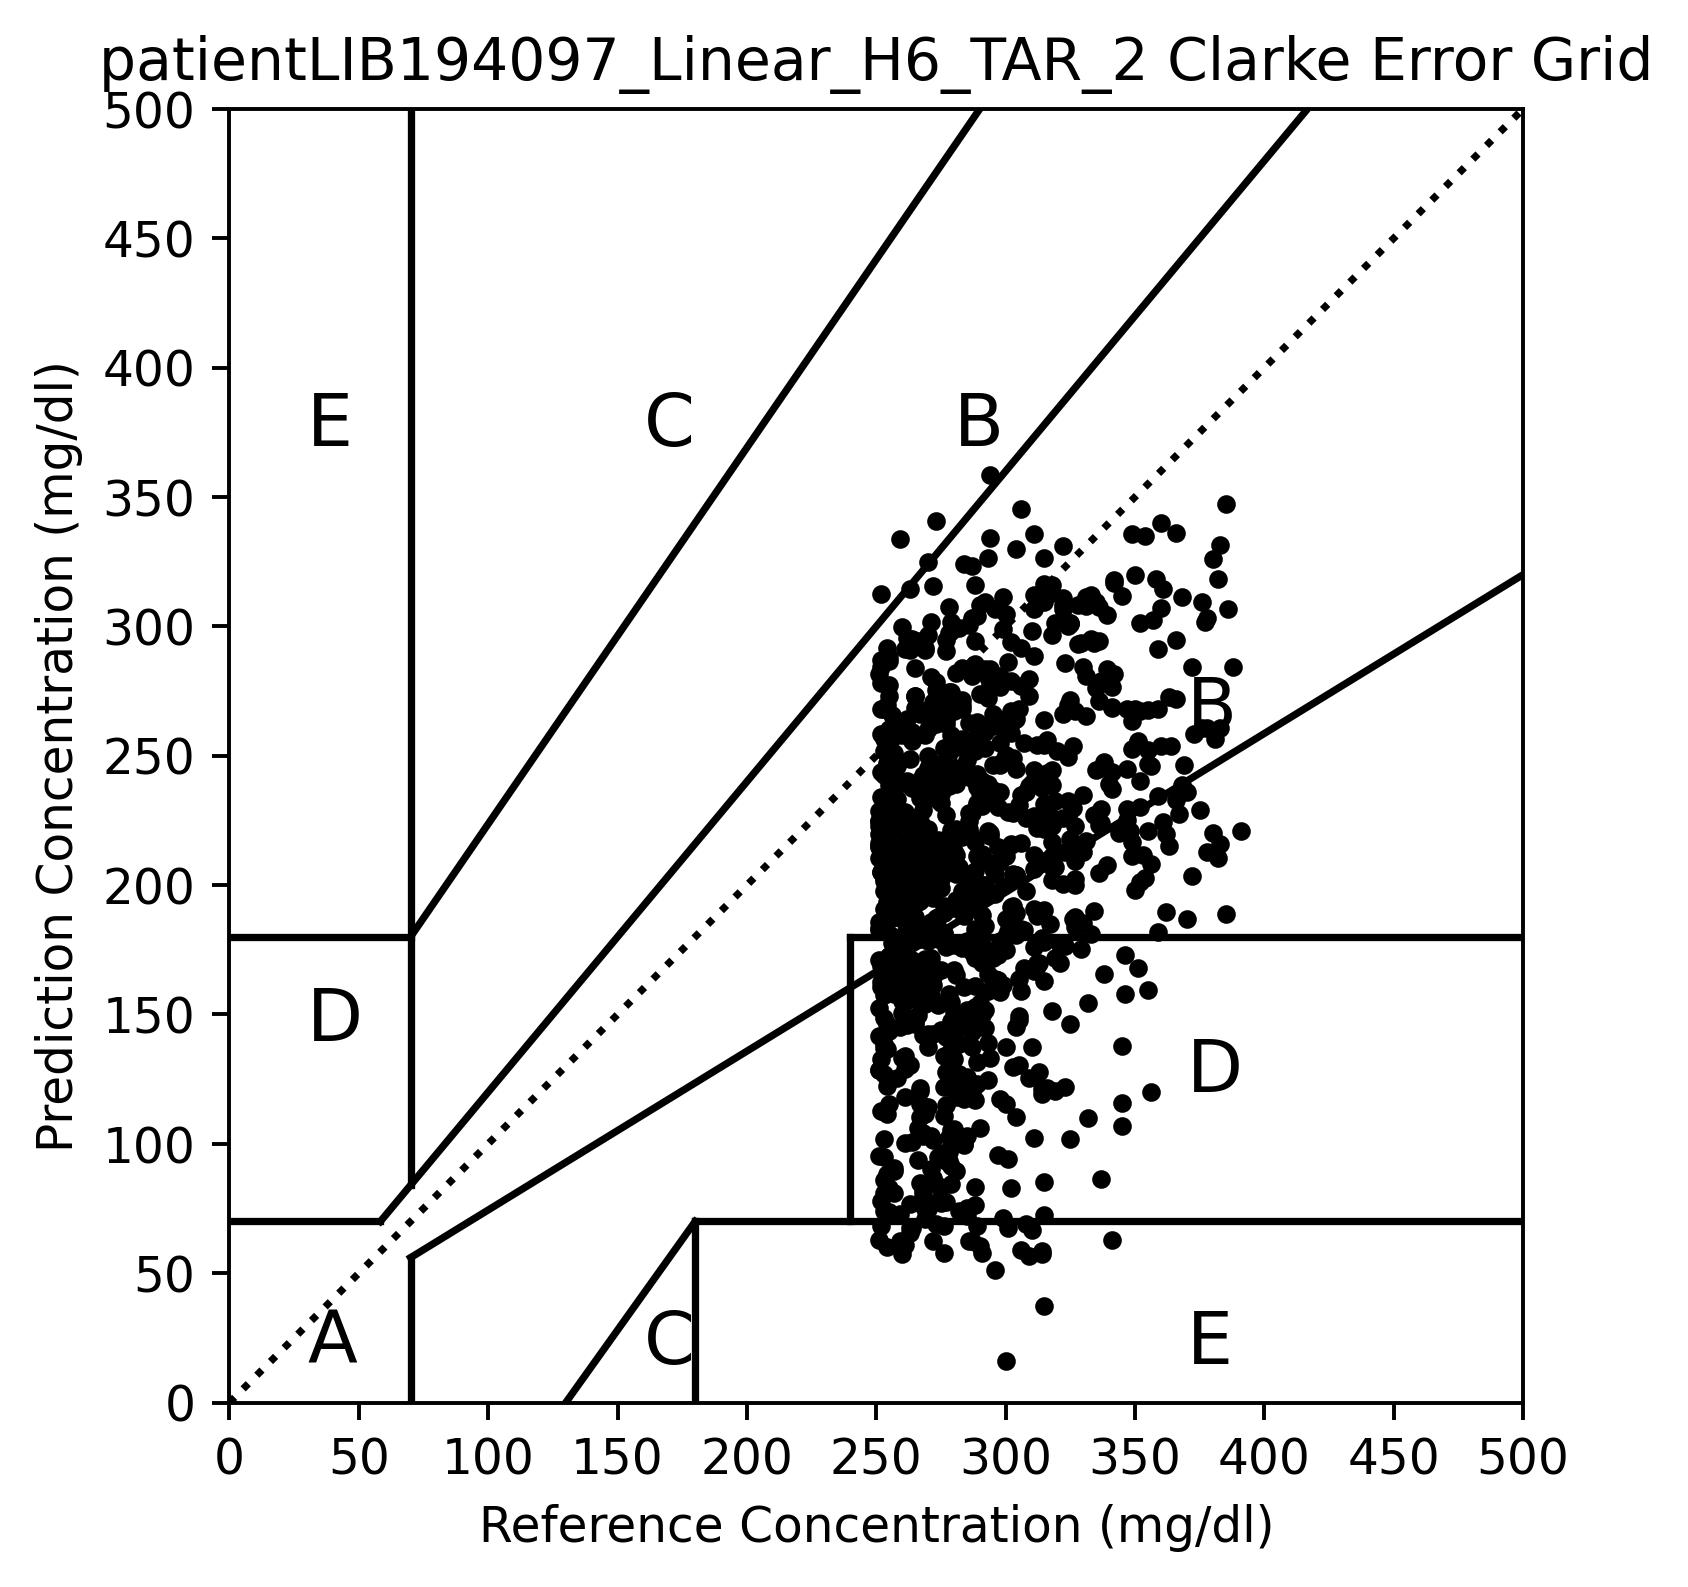 patientLIB194097_Linear_H6_TAR_2 Clarke Error Grid
500
450
400
350
300
250
200
150
100
50
0
Prediction Concentration (mg/dl)
E
C
B
B
D
D
A
C
E
0 50 100 150 200 250 300 350 400 450 500
Reference Concentration (mg/dl)